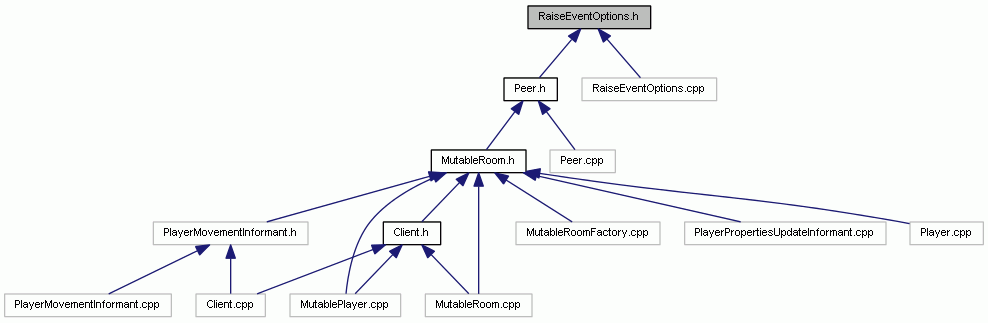 RaiseEventOptions.h
Peer.h
RaiseEventOptions.cpp
MutableRoom.h
Peer.cpp
PlayerMovementInformant.h
Client.h
MutableRoomFactory.cpp
PlayerPropertiesUpdateInformant.cpp
Player.cpp
PlayerMovementInformant.cpp
Client.cpp
MutablePlayer.cpp
MutableRoom.cpp